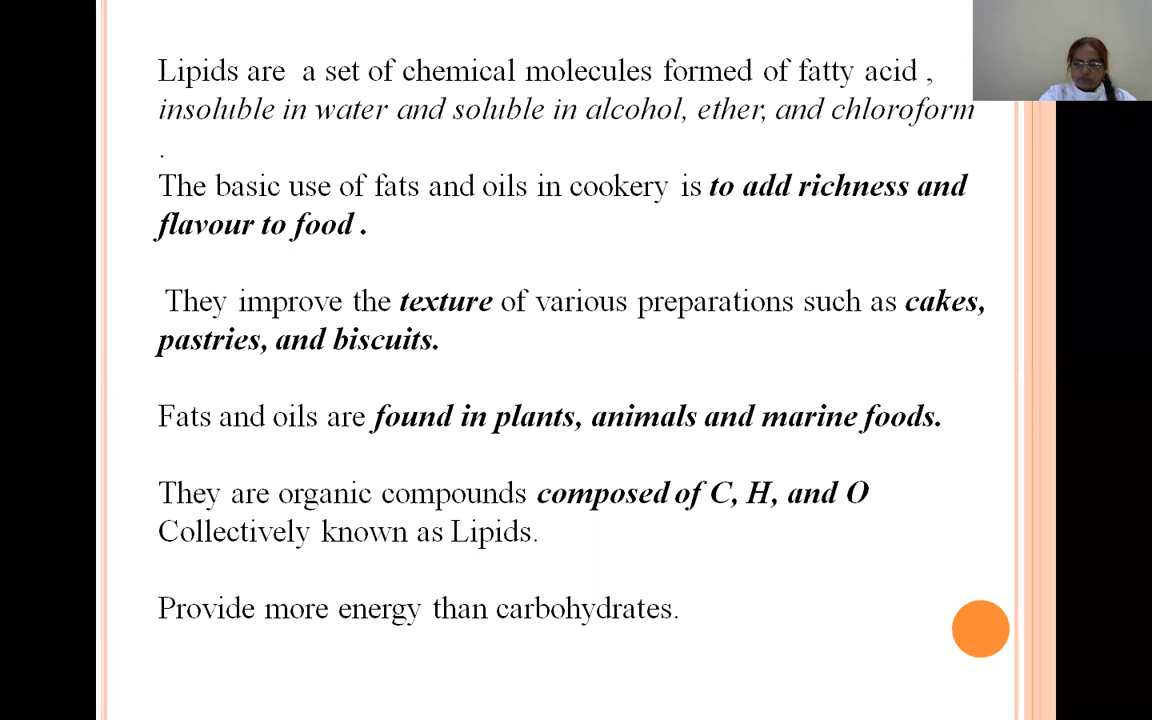 Lipids are a set of chemical molecules formed of fatty acid ,
insoluble in water and soluble in alcohol, ether, and chloroform
.
The basic use of fats and oils in cookery is to add richness and
flavour to food .
They improve the texture of various preparations such as cakes,
pastries, and biscuits.
Fats and oils are found in plants, animals and marine foods.
They are organic compounds composed of C, H, and O
Collectively known as Lipids.
Provide more energy than carbohydrates.